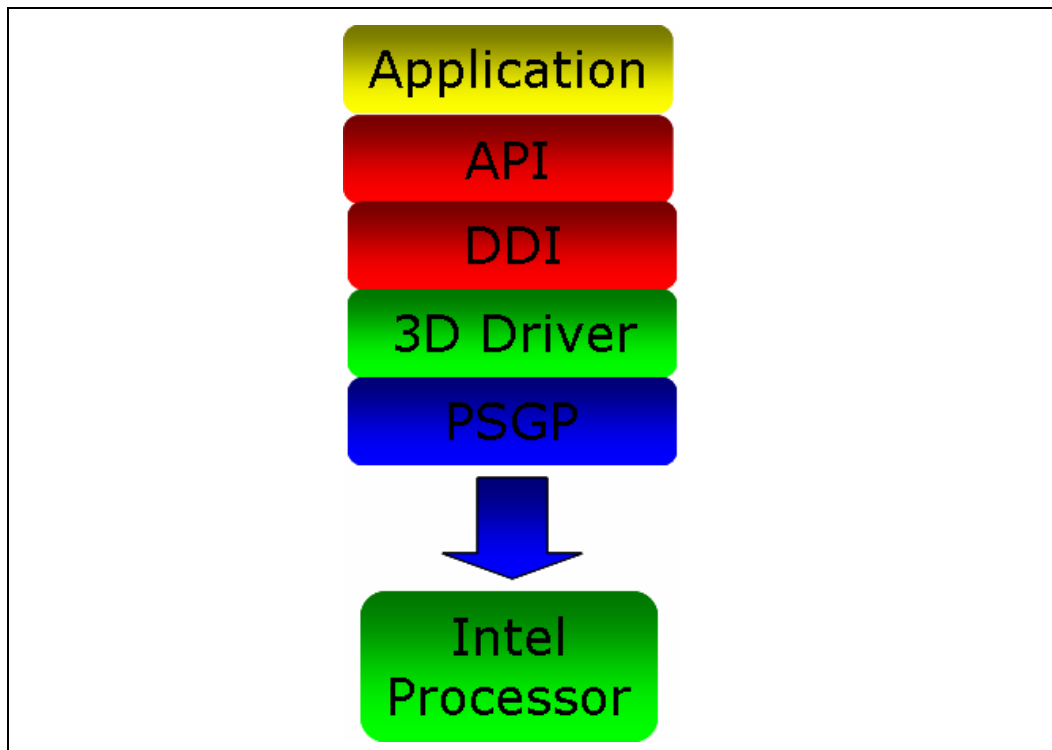 Application
API
DDI
3D Driver
PSGP
Intel
Processor